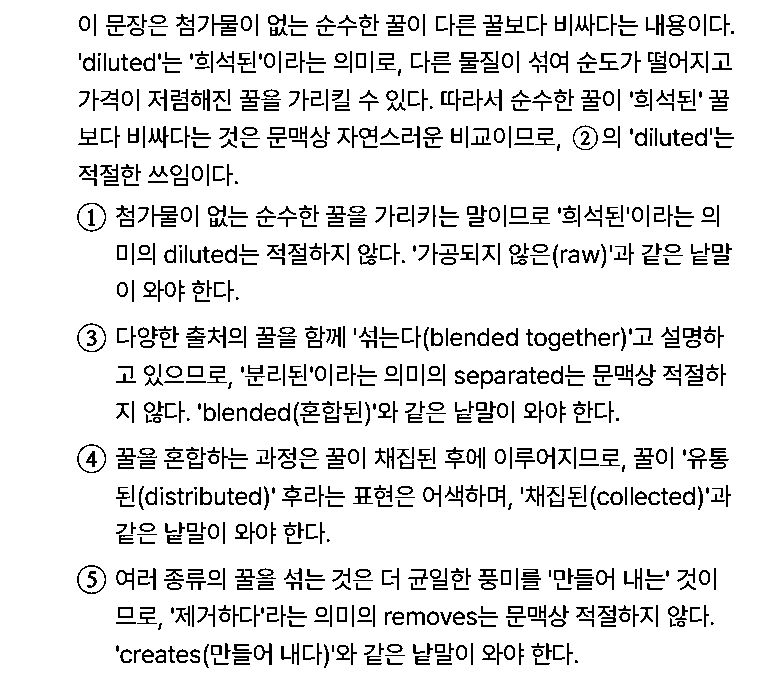 이 문장은 첨가물이 없는 순수한 꿀이 다른 꿀보다 비싸다는 내용이다.
'diluted'는 '희석된'이라는 의미로, 다른 물질이 섞여 순도가 떨어지고
가격이 저렴해진 꿀을 가리킬 수 있다. 따라서 순수한 꿀이 '희석된' 꿀
보다 비싸다는 것은 문맥상 자연스러운 비교이므로, ②의 'diluted'는
적절한 쓰임이다.
① 첨가물이 없는 순수한 꿀을 가리키는 말이므로 '희석된'이라는 의
미의 diluted는 적절하지 않다. '가공되지 않은(raw)'과 같은 낱말
이 와야 한다.
③ 다양한 출처의 꿀을 함께 '섞는다(blended together)'고 설명하
고 있으므로, '분리된'이라는 의미의 separated는 문맥상 적절하
지 않다. 'blended(혼합된)'와 같은 낱말이 와야 한다.
④ 꿀을 혼합하는 과정은 꿀이 채집된 후에 이루어지므로, 꿀이 '유통
된(distributed)' 후라는 표현은 어색하며, '채집된(collected)'과
같은 낱말이 와야 한다.
⑤ 여러 종류의 꿀을 섞는 것은 더 균일한 풍미를 '만들어 내는' 것이
므로, '제거하다'라는 의미의 removes는 문맥상 적절하지 않다.
'creates(만들어 내다)'와 같은 낱말이 와야 한다.